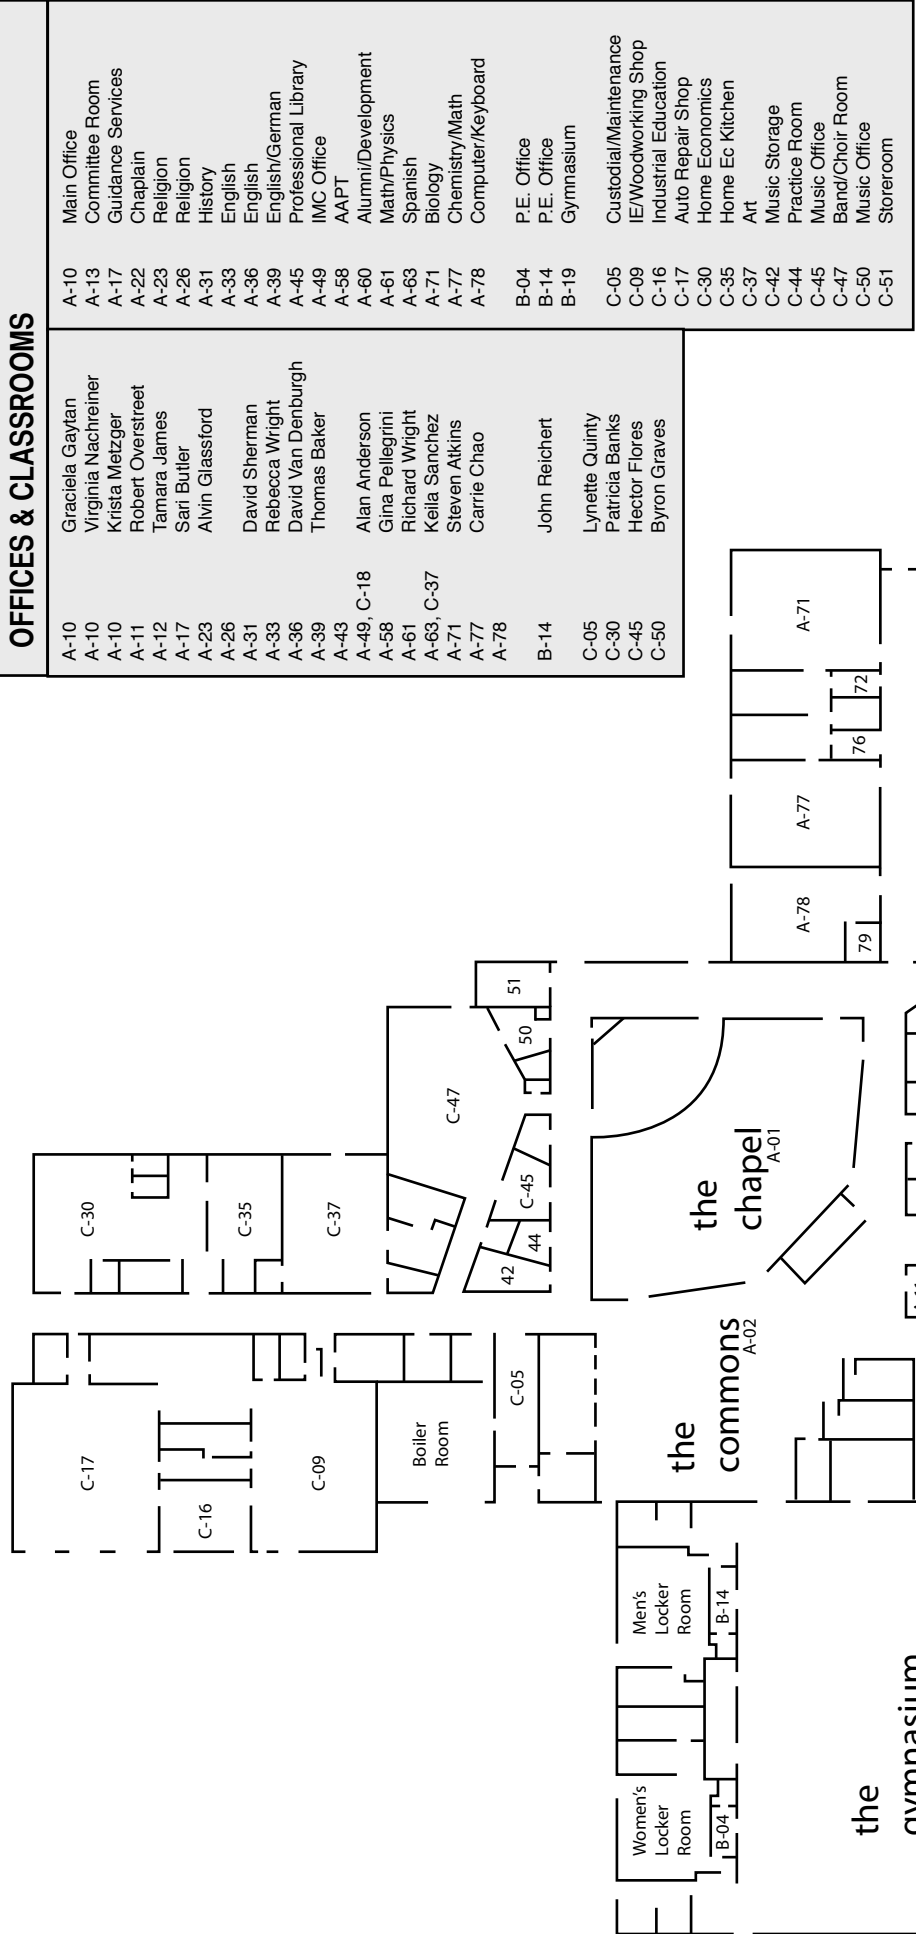 OFFICES & CLASSROOMS
A-10 Graciela Gaytan
A-10 Virginia Nachreiner
A-10 Krista Metzger
A-11 Robert Overstreet
A-12 Tamara James
A-17 Sari Butler
A-23 Alvin Glassford
A-26
A-31 David Sherman
A-33 Rebecca Wright
A-36 David Van Denburgh
A-39 Thomas Baker
A-43
A-49, C-18 Alan Anderson
A-58 Gina Pellegrini
A-61 Richard Wright
A-63, C-37 Keila Sanchez
A-71 Steven Atkins
A-77 Carrie Chao
A-78
B-14 John Reichert
C-05 Lynette Quinty
C-30 Patricia Banks
C-45 Hector Flores
C-50 Byron Graves
A-10 Main Office
A-13 Committee Room
A-17 Guidance Services
A-22 Chaplain
A-23 Religion
A-26 Religion
A-31 History
A-33 English
A-36 English
A-39 English/German
A-45 Professional Library
A-49 IMC Office
A-58 AAPT
A-60 Alumni/Development
A-61 Math/Physics
A-63 Spanish
A-71 Biology
A-77 Chemistry/Math
A-78 Computer/Keyboard
B-04 P.E. Office
B-14 P.E. Office
B-19 Gymnasium
C-05 Custodial/Maintenance
C-09 IE/Woodworking Shop
C-16 Industrial Education
C-17 Auto Repair Shop
C-30 Home Economics
C-35 Home Ec Kitchen
C-37 Art
C-42 Music Storage
C-44 Practice Room
C-45 Music Office
C-47 Band/Choir Room
C-50 Music Office
C-51 Storeroom
C-17
C-30
C-16
C-35
C-09
C-37
Boiler
Room
C-47
C-05
42
44
C-45
50
51
Men's
Locker
Room
B-14
Women's
Locker
Room
B-04
the
commons
A-02
the
chapel
A-01
A-78
79
A-77
76
72
A-71
the
gymnasium